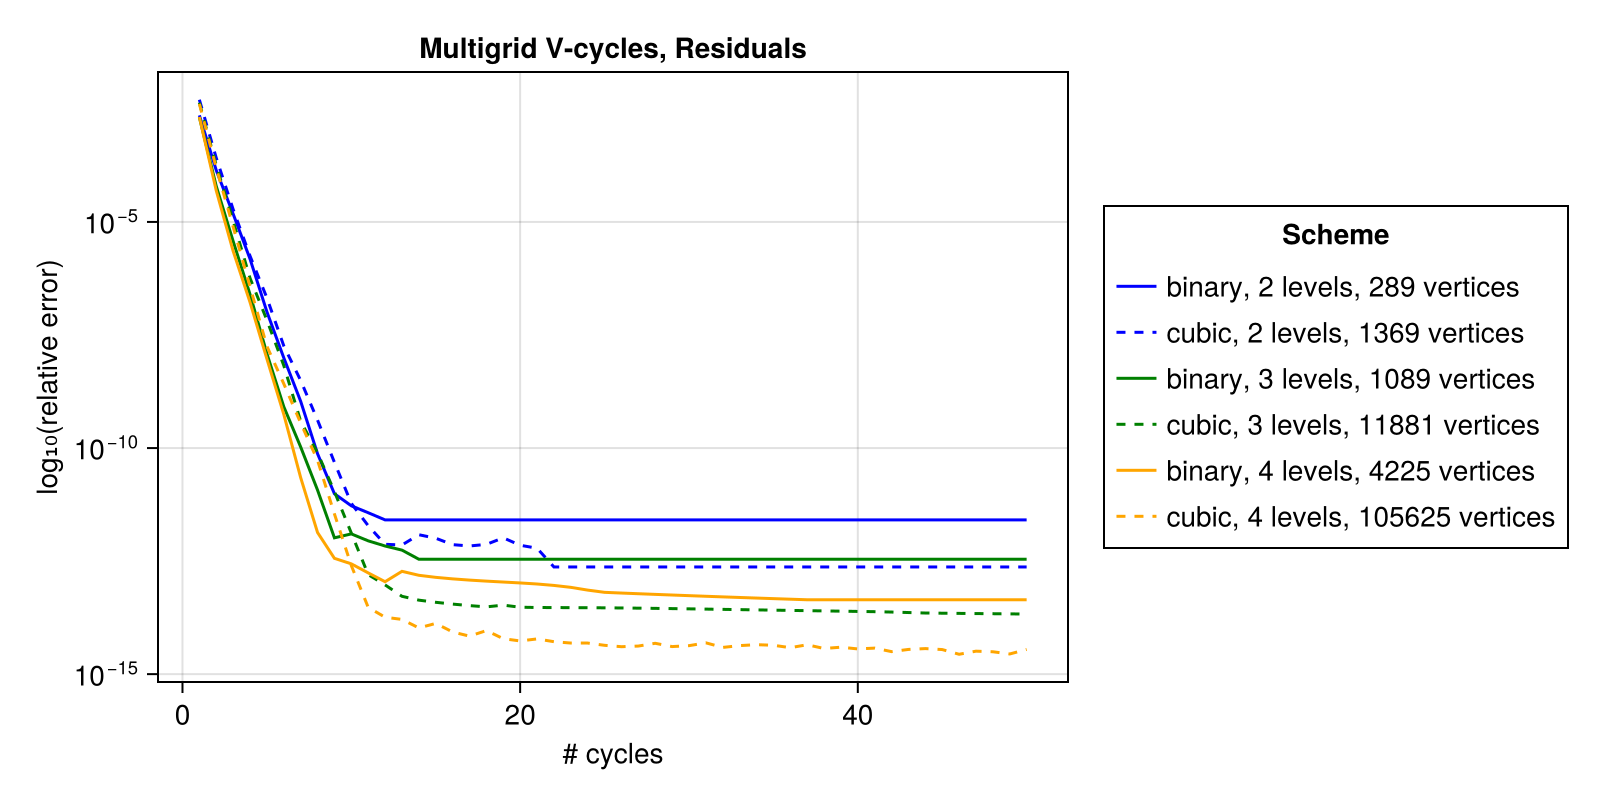 Multigrid V-cycles, Residuals
log₁₀(relative error)
10⁻⁵
10⁻¹⁰
10⁻¹⁵
0 20 40
# cycles
Scheme
binary, 2 levels, 289 vertices
cubic, 2 levels, 1369 vertices
binary, 3 levels, 1089 vertices
cubic, 3 levels, 11881 vertices
binary, 4 levels, 4225 vertices
cubic, 4 levels, 105625 vertices